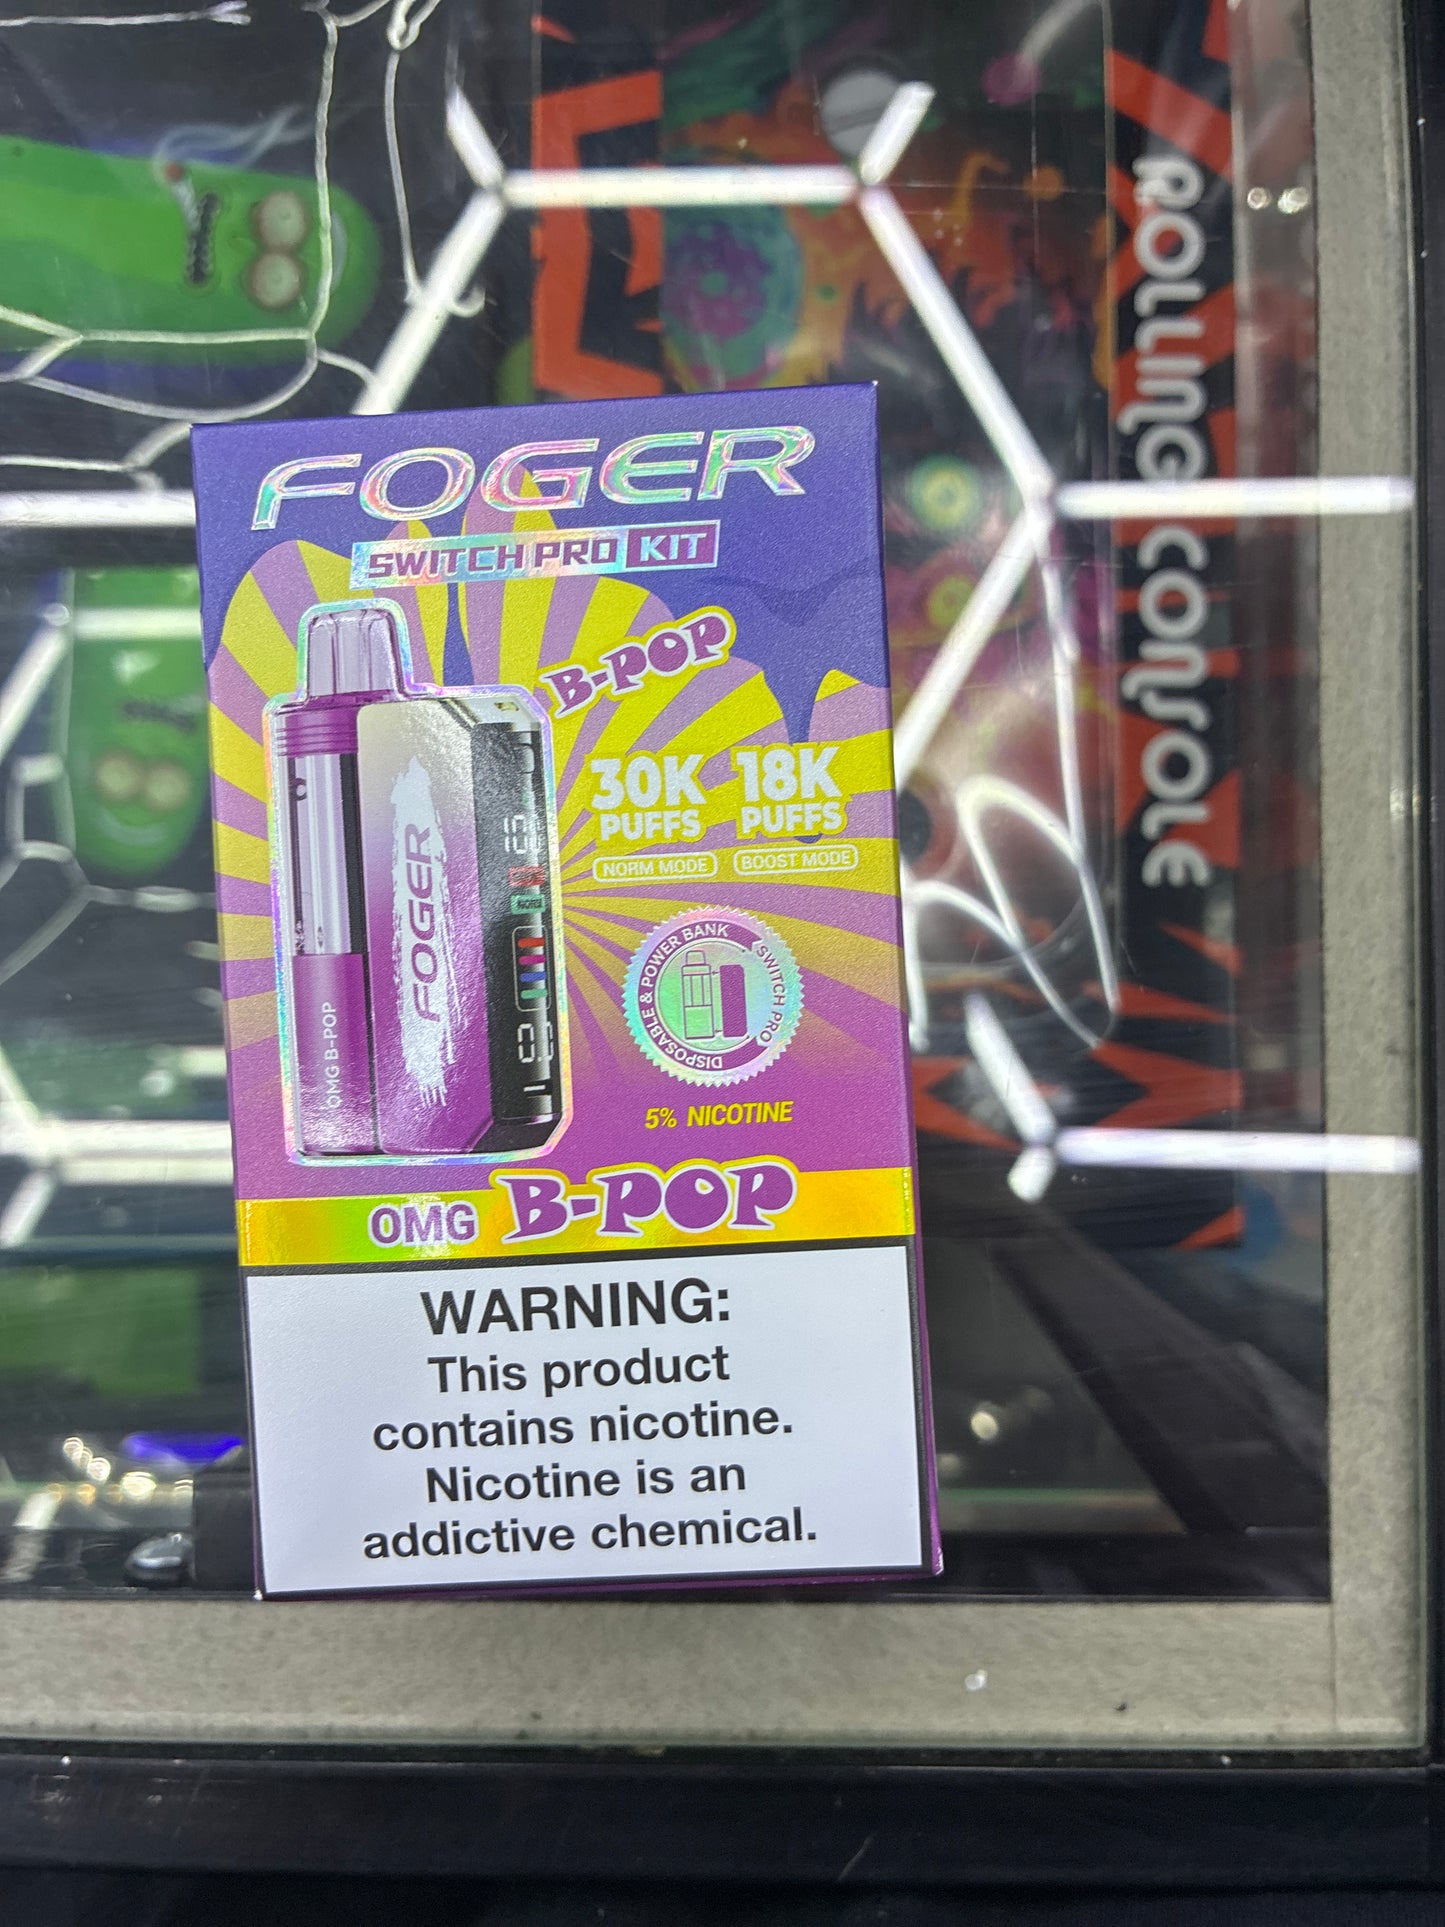 FOGER
SWITCH PRO KIT
B-POP
30K 18K
PUFFS PUFFS
NORM MODE BOOST MODE
FOGER
OMG B-POP
DISPOSABLE & POWER BANK
SWITCH PRO
5% NICOTINE
OMG B-POP
WARNING:
This product
contains nicotine.
Nicotine is an
addictive chemical.
ROLLING CONSOLE